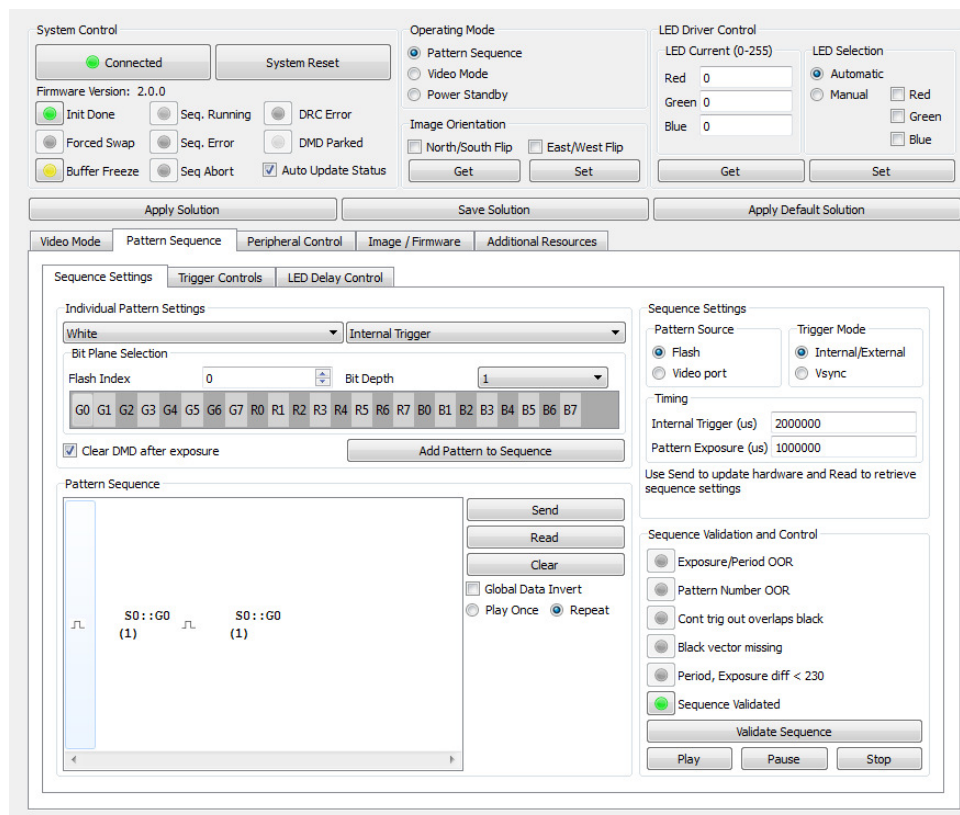 System Control
Connected
System Reset
Firmware Version: 2.0.0
Init Done
Seq. Running
DRC Error
Forced Swap
Seq. Error
DMD Parked
Buffer Freeze
Seq Abort
Auto Update Status
Operating Mode
Pattern Sequence
Video Mode
Power Standby
Image Orientation
North/South Flip
East/West Flip
Get
Set
LED Driver Control
LED Current (0-255)
Red 0
Green 0
Blue 0
LED Selection
Automatic
Manual
Red
Green
Blue
Get
Set
Apply Solution
Save Solution
Apply Default Solution
Video Mode
Pattern Sequence
Peripheral Control
Image / Firmware
Additional Resources
Sequence Settings
Trigger Controls
LED Delay Control
Individual Pattern Settings
White
Internal Trigger
Bit Plane Selection
Flash Index 0
Bit Depth 1
G0 G1 G2 G3 G4 G5 G6 G7 R0 R1 R2 R3 R4 R5 R6 R7 B0 B1 B2 B3 B4 B5 B6 B7
Clear DMD after exposure
Add Pattern to Sequence
Pattern Sequence
S0::G0
(1)
S0::G0
(1)
Send
Read
Clear
Global Data Invert
Play Once
Repeat
Sequence Settings
Pattern Source
Flash
Video port
Trigger Mode
Internal/External
Vsync
Timing
Internal Trigger (us) 2000000
Pattern Exposure (us) 1000000
Use Send to update hardware and Read to retrieve
sequence settings
Sequence Validation and Control
Exposure/Period OOR
Pattern Number OOR
Cont trig out overlaps black
Black vector missing
Period, Exposure diff < 230
Sequence Validated
Validate Sequence
Play
Pause
Stop